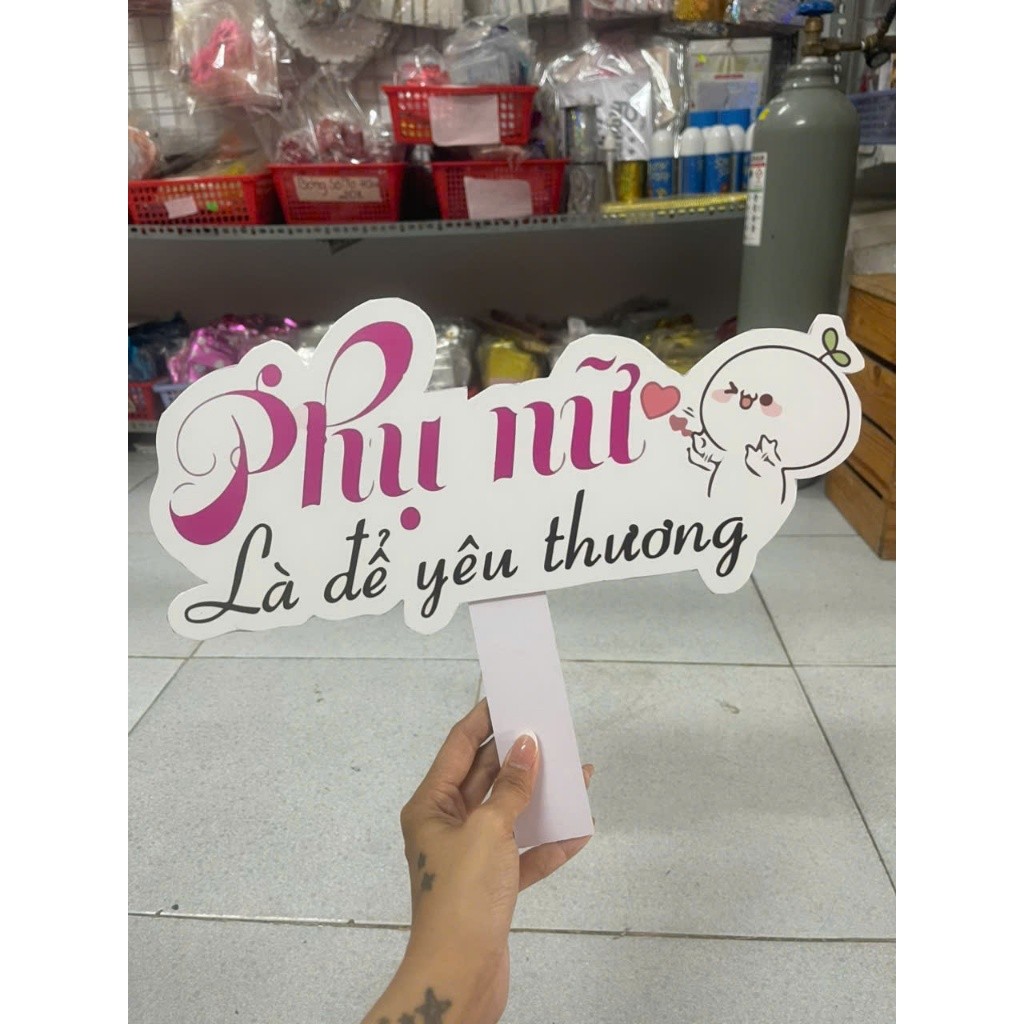 Phụ nữ
Là để yêu thương